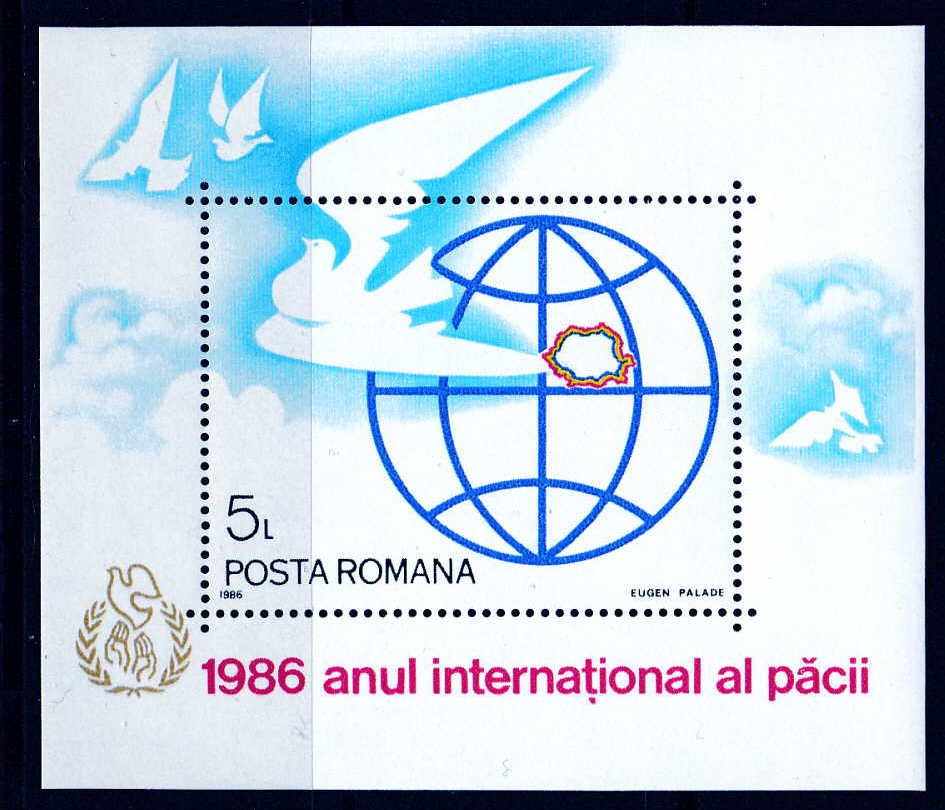 5L
POSTA ROMANA
1986
EUGEN PALADE
1986 anul internațional al păcii